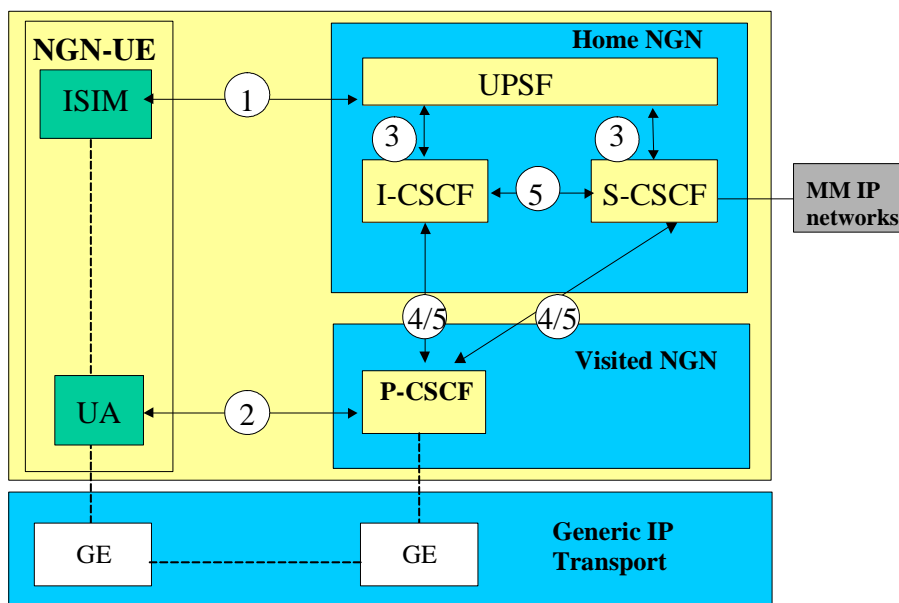 NGN-UE
Home NGN
ISIM
1
UPSF
3
3
I-CSCF
5
S-CSCF
MM IP
networks
4/5
4/5
Visited NGN
UA
2
P-CSCF
GE
GE
Generic IP
Transport